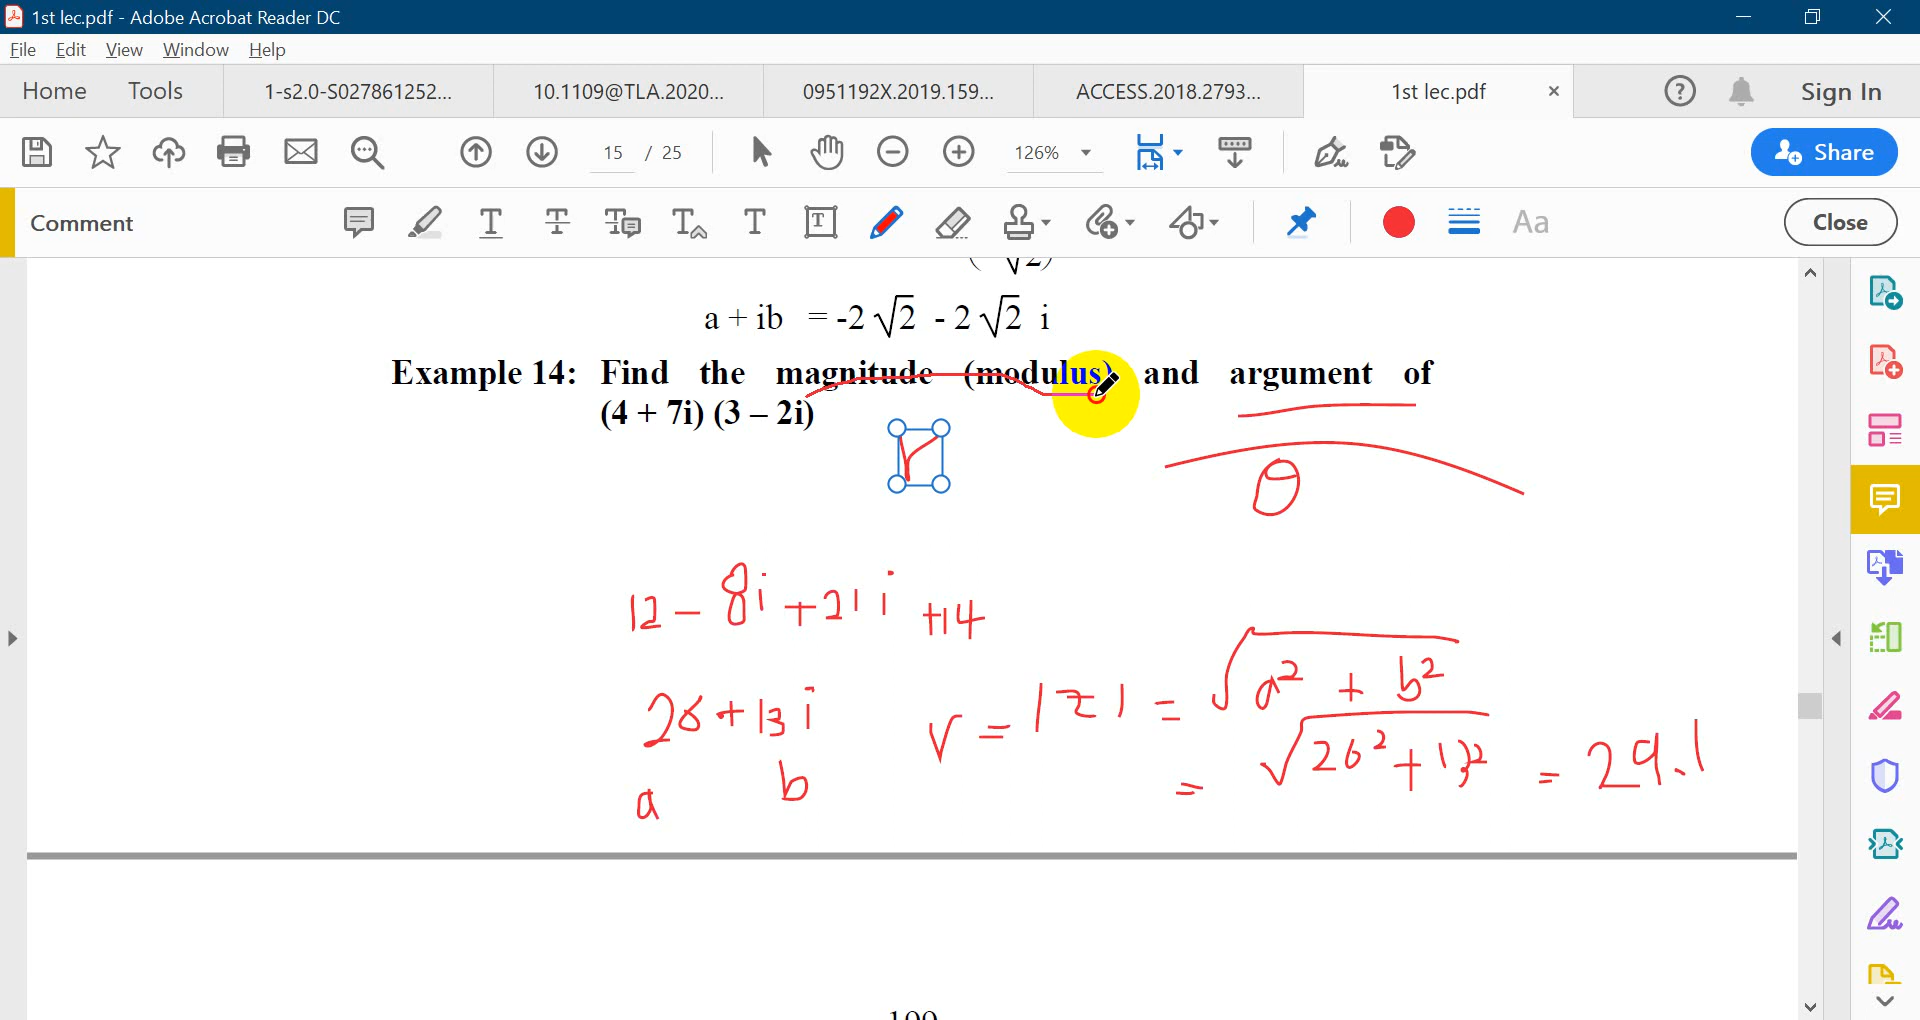 1st lec.pdf - Adobe Acrobat Reader DC
File Edit View Window Help
Home Tools 1-s2.0-S027861252... 10.1109@TLA.2020... 0951192X.2019.159... ACCESS.2018.2793... 1st lec.pdf × Sign In
15 / 25 126% Share
Comment Aa Close
a + ib = -2 √2 - 2 √2 i
Example 14: Find the magnitude (modulus) and argument of
(4 + 7i) (3 – 2i)
r
θ
12 - 8i + 21 i +14
26 + 13 i
a b
r = |z| = √a² + b²
= √26² + 13² = 29.1